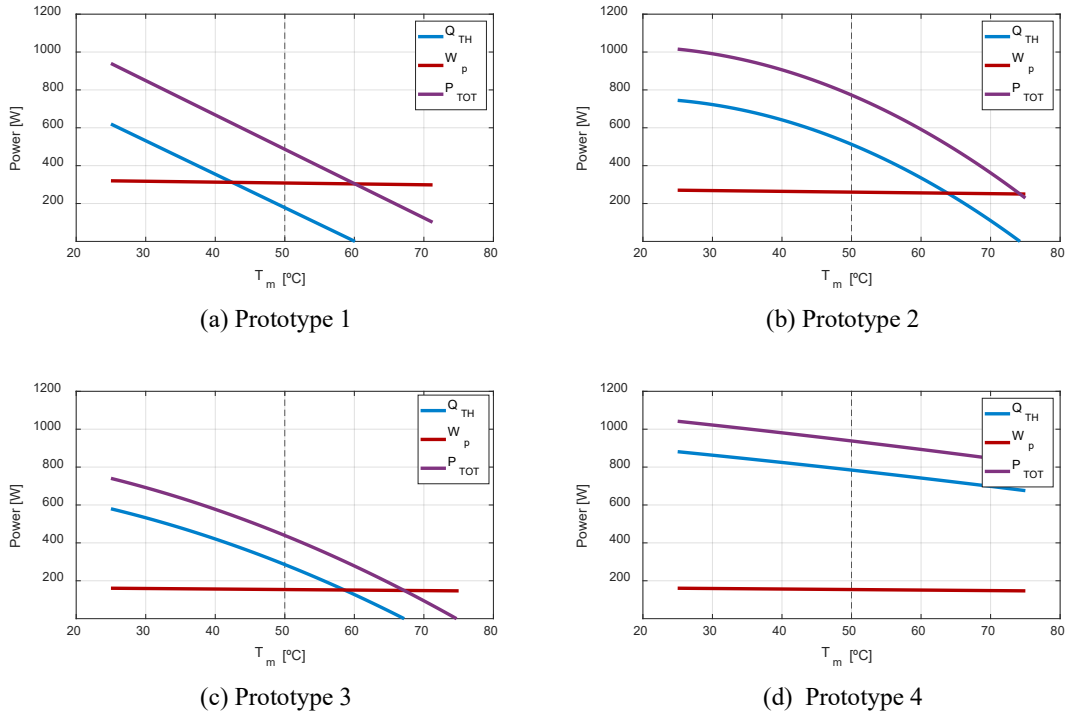 1200
1000
800
600
400
200
20 30 40 50 60 70 80
Power [W]
T m [ºC]
Q TH
W p
P TOT
(a) Prototype 1
1200
1000
800
600
400
200
20 30 40 50 60 70 80
Power [W]
T m [ºC]
Q TH
W p
P TOT
(b) Prototype 2
1200
1000
800
600
400
200
20 30 40 50 60 70 80
Power [W]
T m [ºC]
Q TH
W p
P TOT
(c) Prototype 3
1200
1000
800
600
400
200
20 30 40 50 60 70 80
Power [W]
T m [ºC]
Q TH
W p
P TOT
(d) Prototype 4